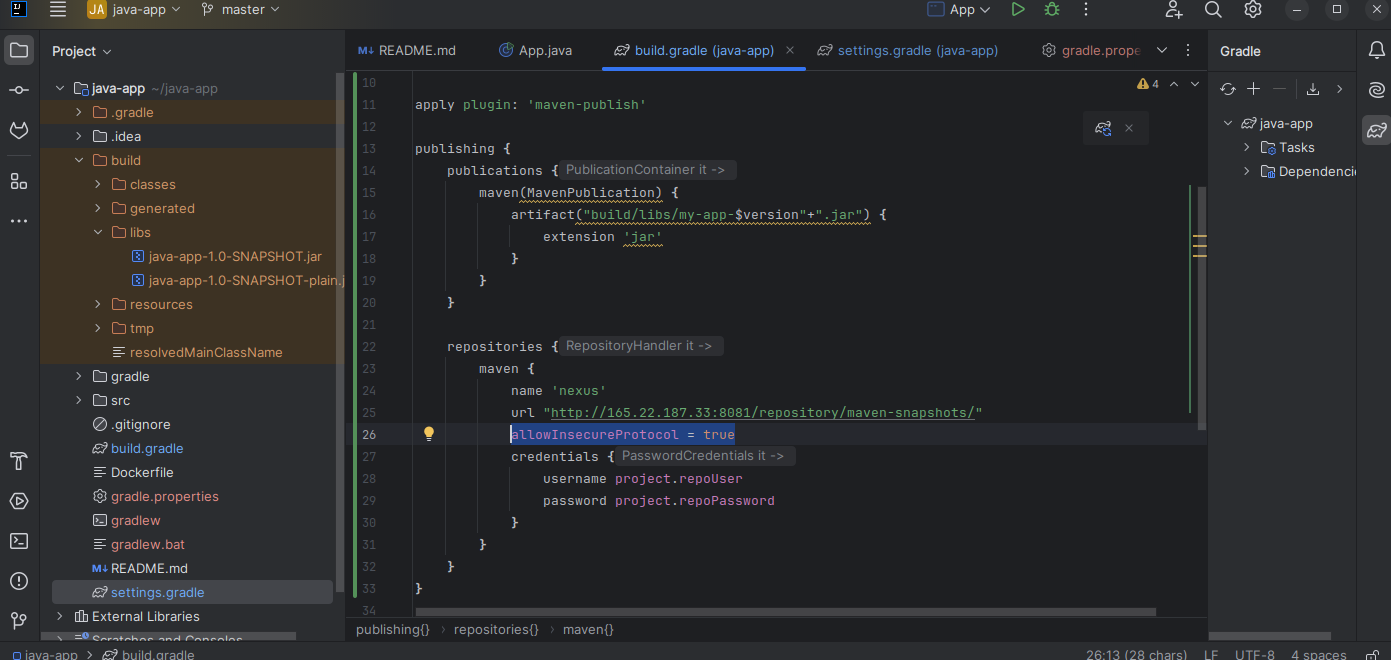 JA java-app master App
Project
java-app ~/java-app
.gradle
.idea
build
classes
generated
libs
java-app-1.0-SNAPSHOT.jar
java-app-1.0-SNAPSHOT-plain.j
resources
tmp
resolvedMainClassName
gradle
src
.gitignore
build.gradle
Dockerfile
gradle.properties
gradlew
gradlew.bat
README.md
settings.gradle
External Libraries
Scratches and Consoles
README.md App.java build.gradle (java-app) settings.gradle (java-app) gradle.prope
4
10
11 apply plugin: 'maven-publish'
12
13 publishing {
14 publications { PublicationContainer it ->
15 maven(MavenPublication) {
16 artifact("build/libs/my-app-$version"+".jar") {
17 extension 'jar'
18 }
19 }
20 }
21
22 repositories { RepositoryHandler it ->
23 maven {
24 name 'nexus'
25 url "http://165.22.187.33:8081/repository/maven-snapshots/"
26 allowInsecureProtocol = true
27 credentials { PasswordCredentials it ->
28 username project.repoUser
29 password project.repoPassword
30 }
31 }
32 }
33 }
34
publishing{} repositories{} maven{}
Gradle
java-app
Tasks
Dependencie
java-app build.gradle 26:13 (28 chars) LF UTF-8 4 spaces